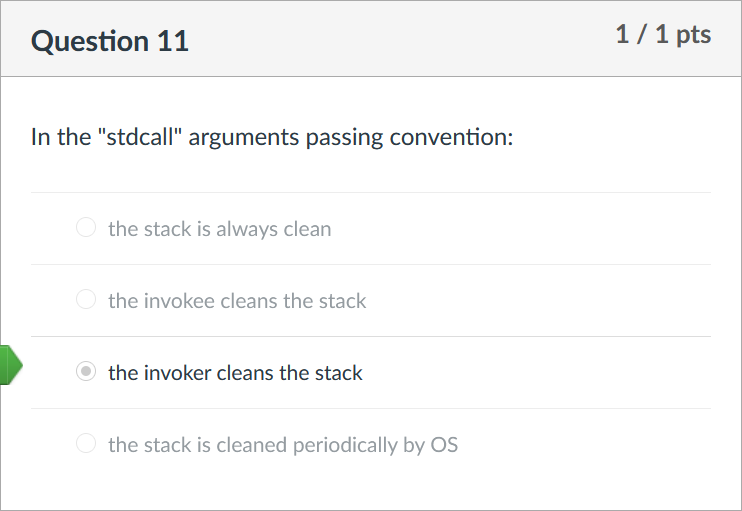 Question 11
1 / 1 pts
In the "stdcall" arguments passing convention:
the stack is always clean
the invokee cleans the stack
the invoker cleans the stack
the stack is cleaned periodically by OS